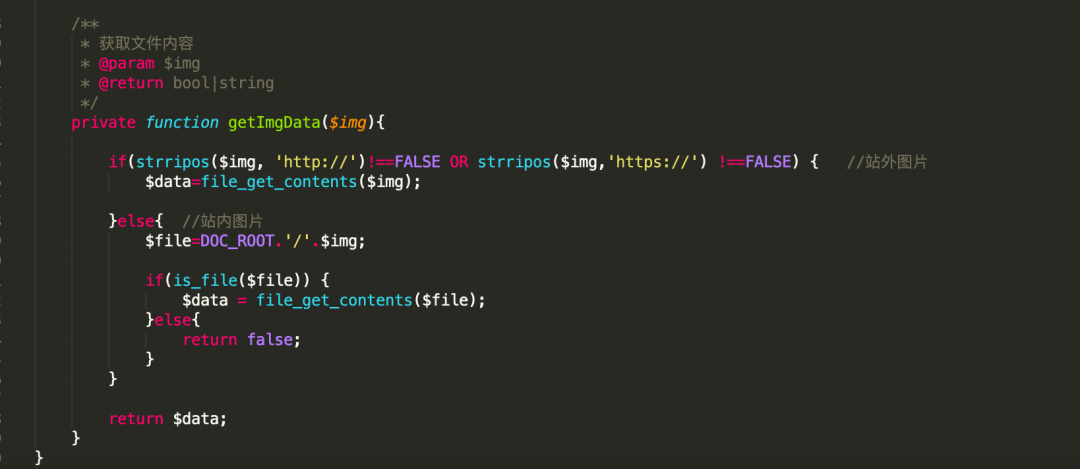 /**
* 获取文件内容
* @param $img
* @return bool|string
*/
private function getImgData($img){
if(strripos($img, 'http://')!==FALSE OR strripos($img,'https://') !==FALSE) {   //站外图片
$data=file_get_contents($img);
}else{  //站内图片
$file=DOC_ROOT.'/'.$img;
if(is_file($file)) {
$data = file_get_contents($file);
}else{
return false;
}
}
return $data;
}
}